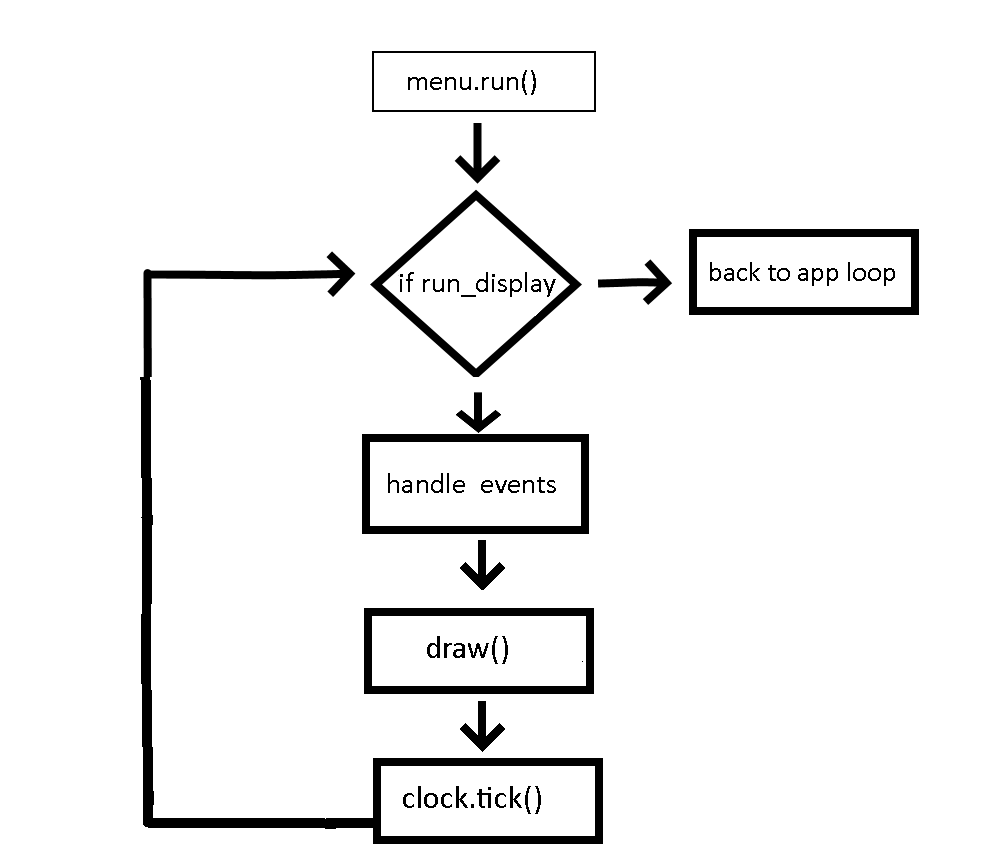 menu.run()
if run_display
back to app loop
handle events
draw()
clock.tick()